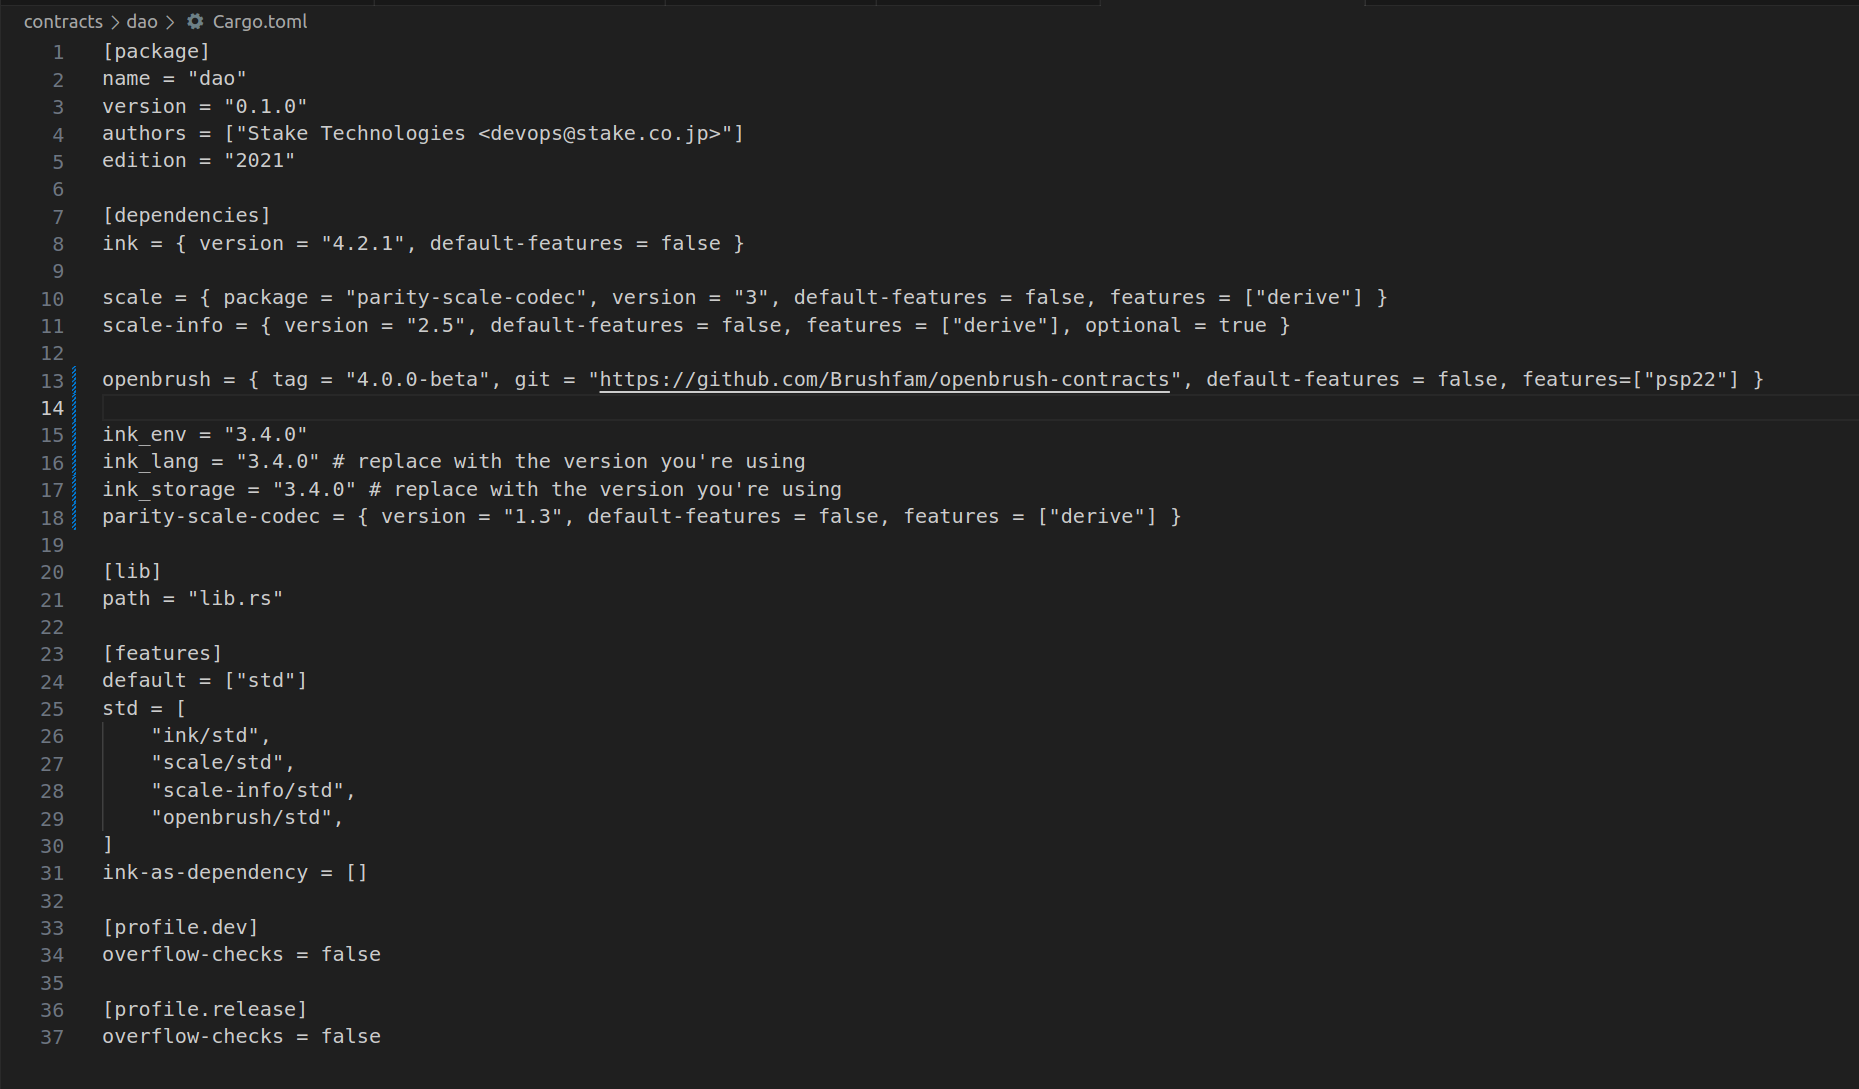 contracts > dao > Cargo.toml
1 [package]
2 name = "dao"
3 version = "0.1.0"
4 authors = ["Stake Technologies <devops@stake.co.jp>"]
5 edition = "2021"
6
7 [dependencies]
8 ink = { version = "4.2.1", default-features = false }
9
10 scale = { package = "parity-scale-codec", version = "3", default-features = false, features = ["derive"] }
11 scale-info = { version = "2.5", default-features = false, features = ["derive"], optional = true }
12
13 openbrush = { tag = "4.0.0-beta", git = "https://github.com/Brushfam/openbrush-contracts", default-features = false, features=["psp22"] }
14
15 ink_env = "3.4.0"
16 ink_lang = "3.4.0" # replace with the version you're using
17 ink_storage = "3.4.0" # replace with the version you're using
18 parity-scale-codec = { version = "1.3", default-features = false, features = ["derive"] }
19
20 [lib]
21 path = "lib.rs"
22
23 [features]
24 default = ["std"]
25 std = [
26     "ink/std",
27     "scale/std",
28     "scale-info/std",
29     "openbrush/std",
30 ]
31 ink-as-dependency = []
32
33 [profile.dev]
34 overflow-checks = false
35
36 [profile.release]
37 overflow-checks = false